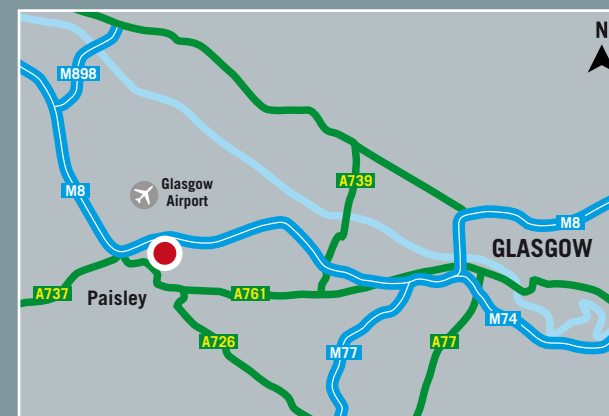 N
M898
M8
Glasgow
Airport
A739
M8
GLASGOW
A737
Paisley
A761
M74
A726
M77
A77